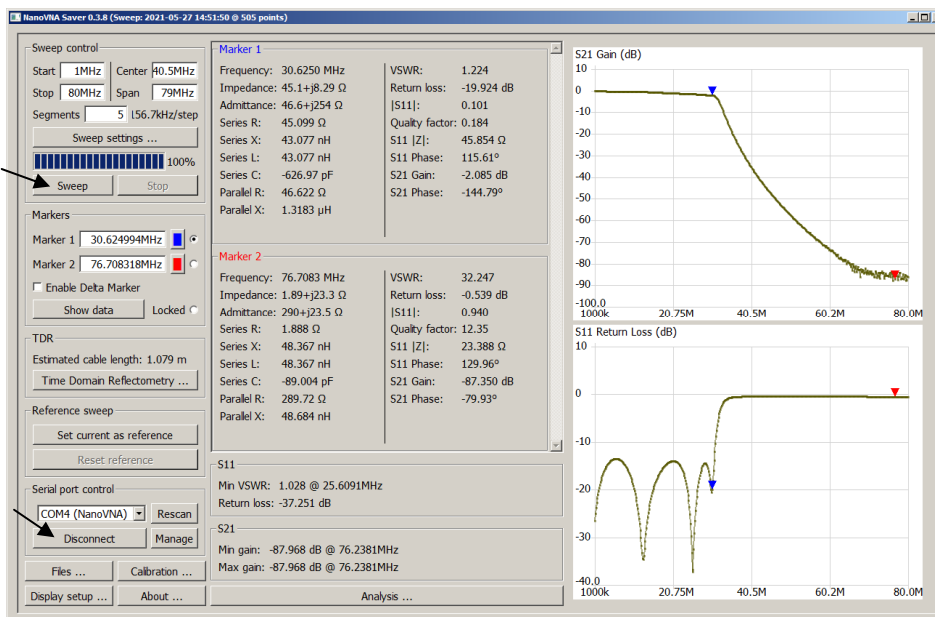 NanoVNA Saver 0.3.8 (Sweep: 2021-05-27 14:51:50 @ 505 points)
Sweep control
Start 1MHz Center 40.5MHz
Stop 80MHz Span 79MHz
Segments 5 156.7kHz/step
Sweep settings ...
100%
Sweep Stop
Markers
Marker 1 30.624994MHz
Marker 2 76.708318MHz
Enable Delta Marker
Show data Locked
TDR
Estimated cable length: 1.079 m
Time Domain Reflectometry ...
Reference sweep
Set current as reference
Reset reference
Serial port control
COM4 (NanoVNA) Rescan
Disconnect Manage
Files ... Calibration ...
Display setup ... About ...
Marker 1
Frequency: 30.6250 MHz VSWR: 1.224
Impedance: 45.1+j8.29 Ω Return loss: -19.924 dB
Admittance: 46.6+j254 Ω |S11|: 0.101
Series R: 45.099 Ω Quality factor: 0.184
Series X: 43.077 nH S11 |Z|: 45.854 Ω
Series L: 43.077 nH S11 Phase: 115.61°
Series C: -626.97 pF S21 Gain: -2.085 dB
Parallel R: 46.622 Ω S21 Phase: -144.79°
Parallel X: 1.3183 μH
Marker 2
Frequency: 76.7083 MHz VSWR: 32.247
Impedance: 1.89+j23.3 Ω Return loss: -0.539 dB
Admittance: 290+j23.5 Ω |S11|: 0.940
Series R: 1.888 Ω Quality factor: 12.35
Series X: 48.367 nH S11 |Z|: 23.388 Ω
Series L: 48.367 nH S11 Phase: 129.96°
Series C: -89.004 pF S21 Gain: -87.350 dB
Parallel R: 289.72 Ω S21 Phase: -79.93°
Parallel X: 48.684 nH
S11
Min VSWR: 1.028 @ 25.6091MHz
Return loss: -37.251 dB
S21
Min gain: -87.968 dB @ 76.2381MHz
Max gain: -87.968 dB @ 76.2381MHz
Analysis ...
S21 Gain (dB)
10
0
-10
-20
-30
-40
-50
-60
-70
-80
-90
-100.0
1000k 20.75M 40.5M 60.2M 80.0M
S11 Return Loss (dB)
10
0
-10
-20
-30
-40.0
1000k 20.75M 40.5M 60.2M 80.0M